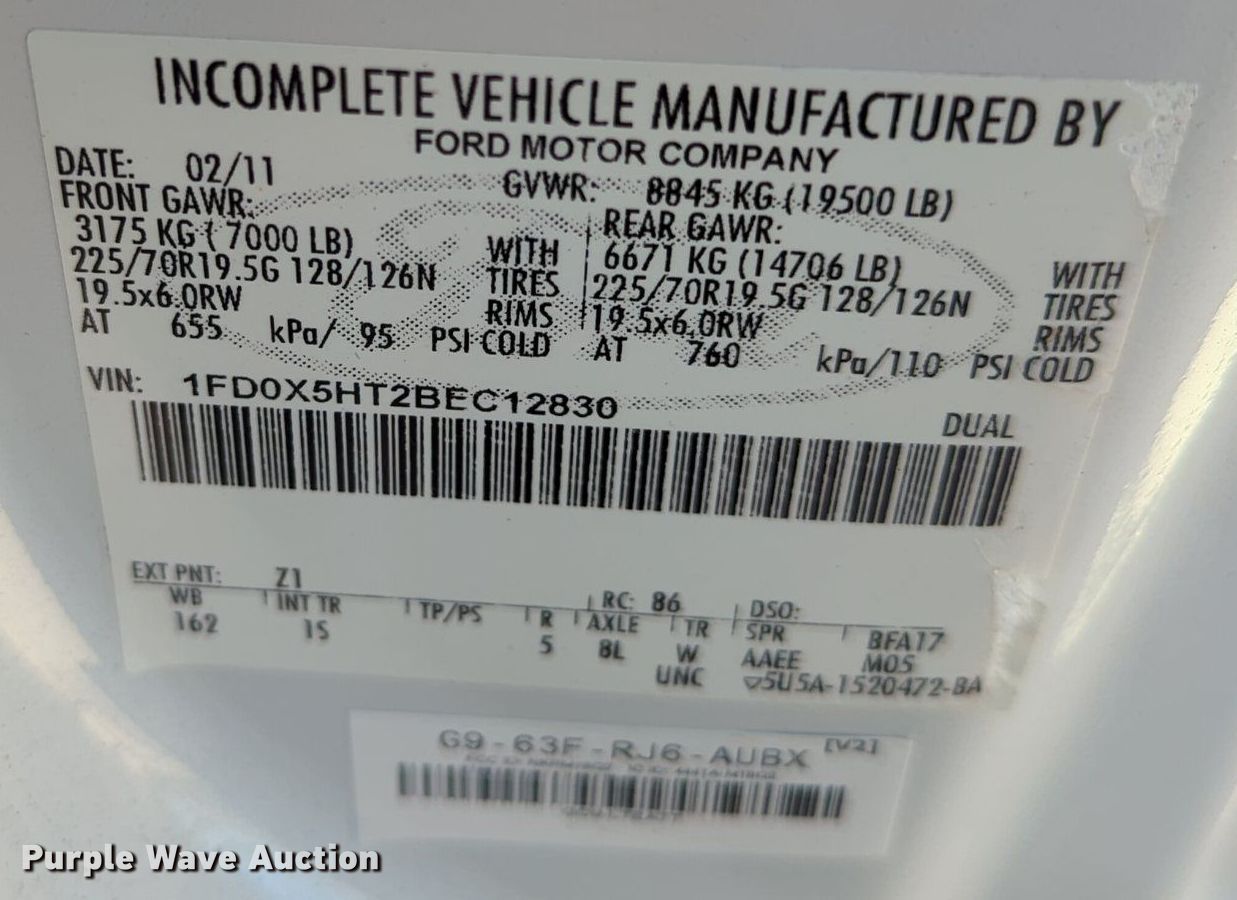 INCOMPLETE VEHICLE MANUFACTURED BY
FORD MOTOR COMPANY
DATE: 02/11 GVWR: 8845 KG (19500 LB)
FRONT GAWR: REAR GAWR:
3175 KG ( 7000 LB) WITH 6671 KG (14706 LB) WITH
225/70R19.5G 128/126N TIRES 225/70R19.5G 128/126N TIRES
19.5x6.0RW RIMS 19.5x6.0RW RIMS
AT 655 kPa/ 95 PSI COLD AT 760 kPa/110 PSI COLD
VIN: 1FD0X5HT2BEC12830
DUAL
EXT PNT: Z1 RC: 86 DSO:
WB INT TR TP/PS R AXLE TR SPR BFA17
162 IS 5 8L W AAEE M05
UNC ▽5U5A-1520472-BA
G9-63F-RJ6-AUBX [V2]
Purple Wave Auction